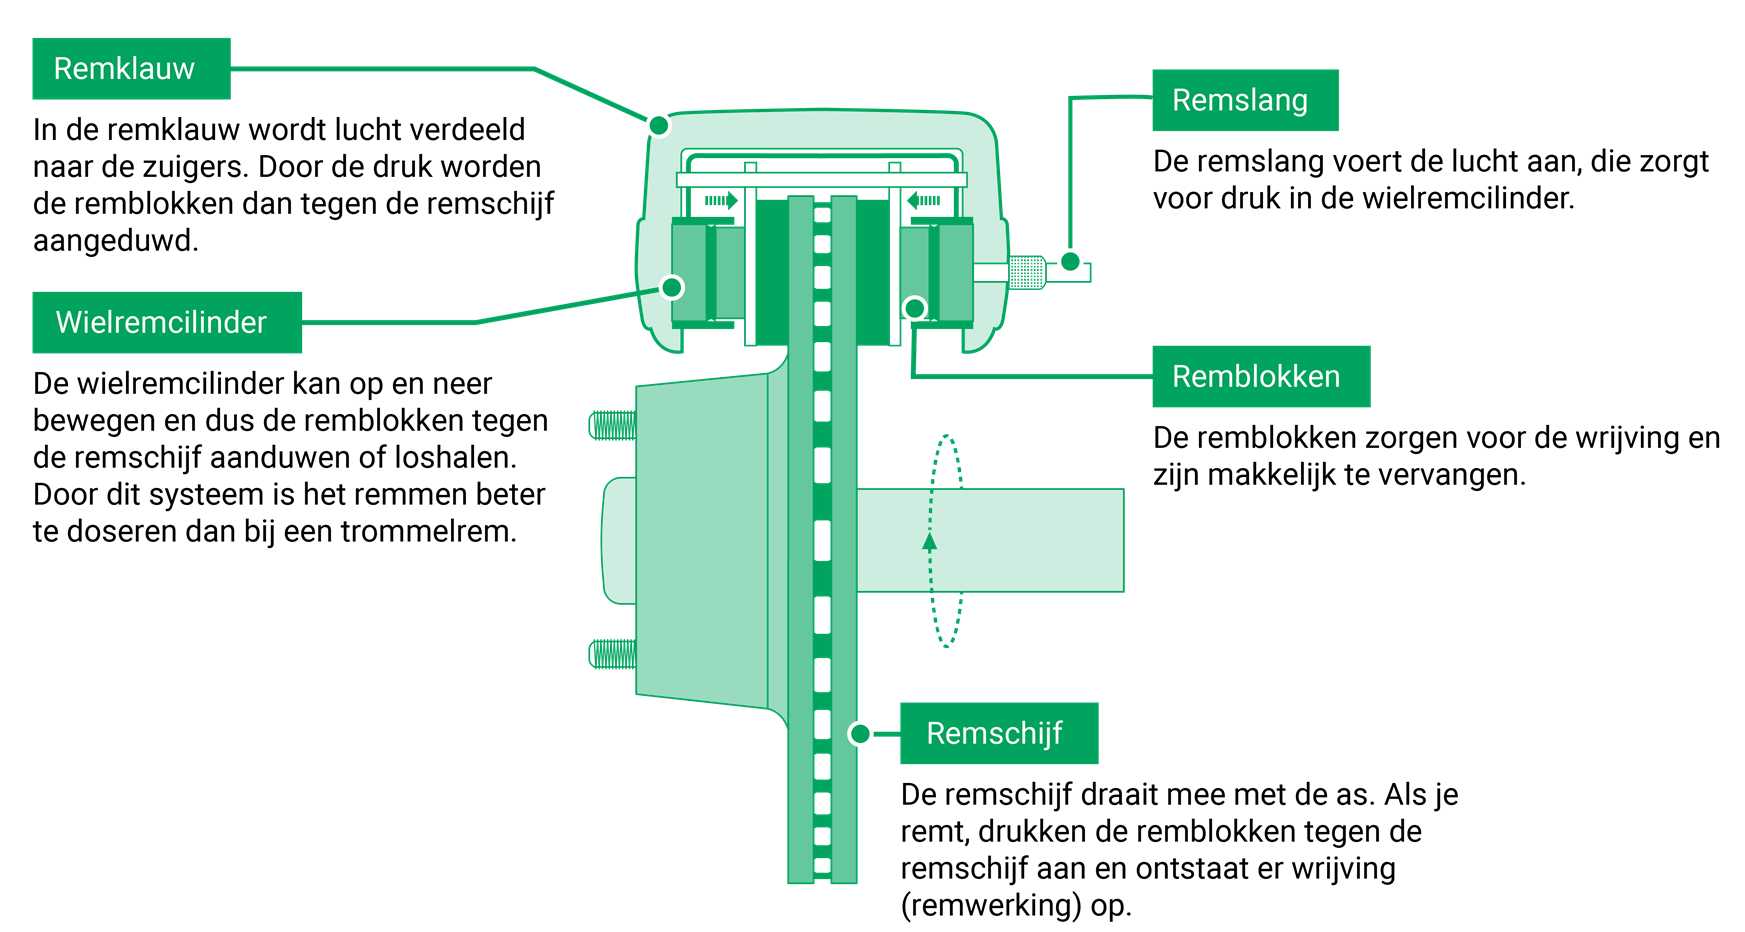 Remklauw
In de remklauw wordt lucht verdeeld
naar de zuigers. Door de druk worden
de remblokken dan tegen de remschijf
aangeduwd.
Wielremcilinder
De wielremcilinder kan op en neer
bewegen en dus de remblokken tegen
de remschijf aanduwen of loshalen.
Door dit systeem is het remmen beter
te doseren dan bij een trommelrem.
Remslang
De remslang voert de lucht aan, die zorgt
voor druk in de wielremcilinder.
Remblokken
De remblokken zorgen voor de wrijving en
zijn makkelijk te vervangen.
Remschijf
De remschijf draait mee met de as. Als je
remt, drukken de remblokken tegen de
remschijf aan en ontstaat er wrijving
(remwerking) op.